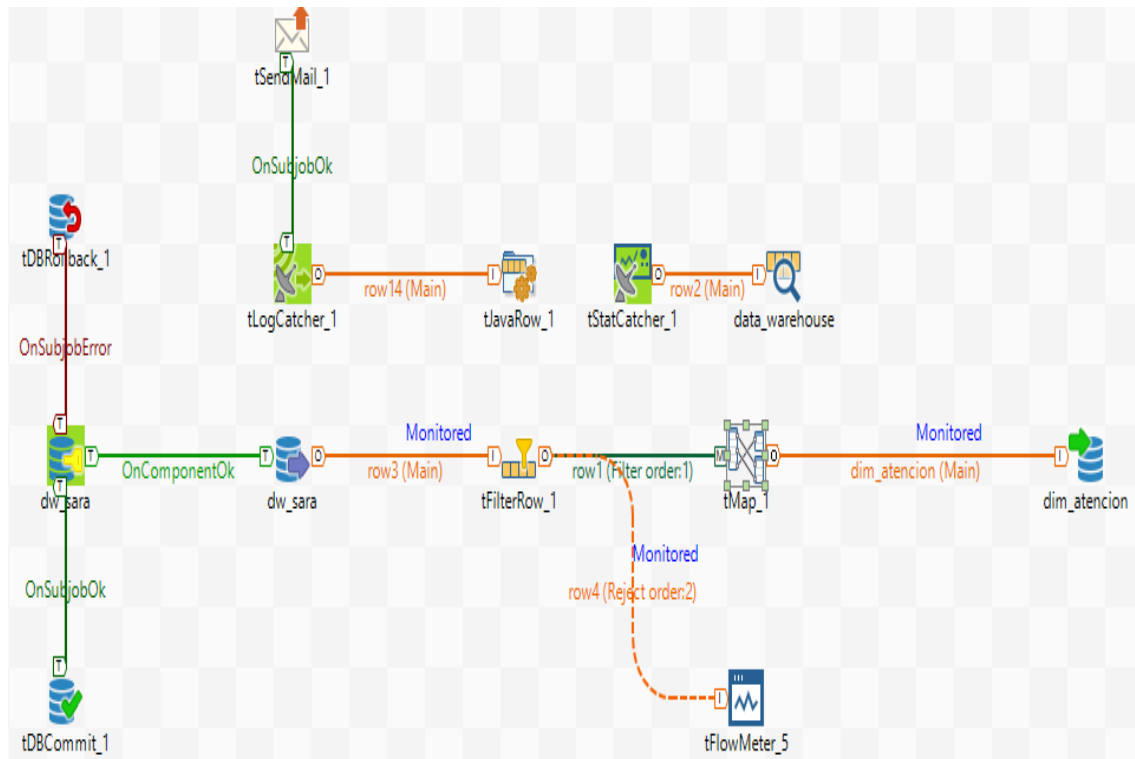 tSendMail_1
OnSubjobOk
tDBRollback_1
row14 (Main)
row2 (Main)
tLogCatcher_1
tJavaRow_1
tStatCatcher_1
data_warehouse
OnSubjobError
Monitored
Monitored
OnComponentOk
row3 (Main)
row1 (Filter order:1)
dim_atencion (Main)
dw_sara
dw_sara
tFilterRow_1
tMap_1
dim_atencion
Monitored
OnSubjobOk
row4 (Reject order:2)
tDBCommit_1
tFlowMeter_5